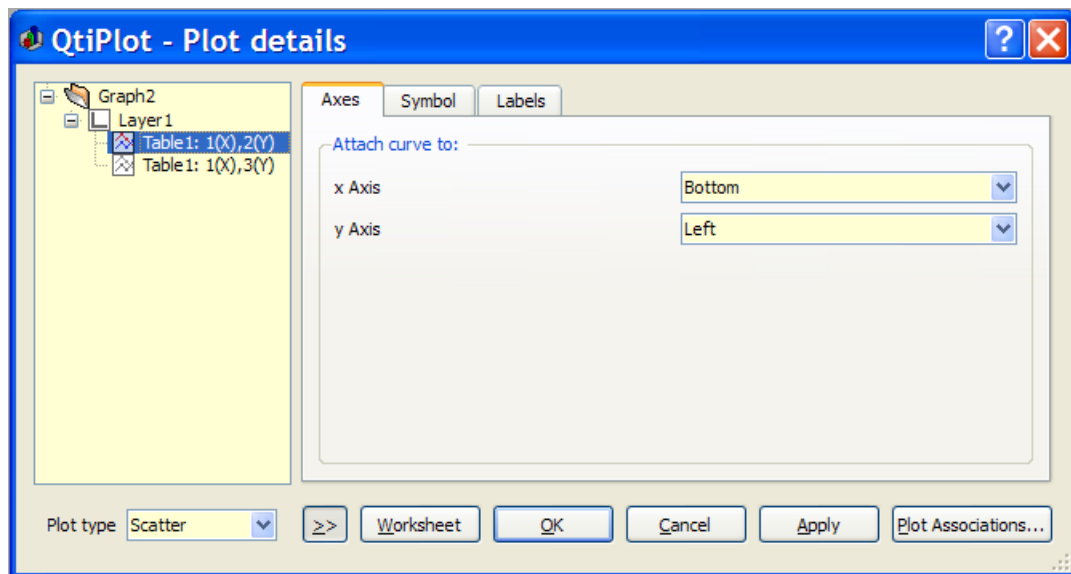 QtiPlot - Plot details
Graph2
Layer1
Table1: 1(X),2(Y)
Table1: 1(X),3(Y)
Axes Symbol Labels
Attach curve to:
x Axis Bottom
y Axis Left
Plot type Scatter >> Worksheet OK Cancel Apply Plot Associations...